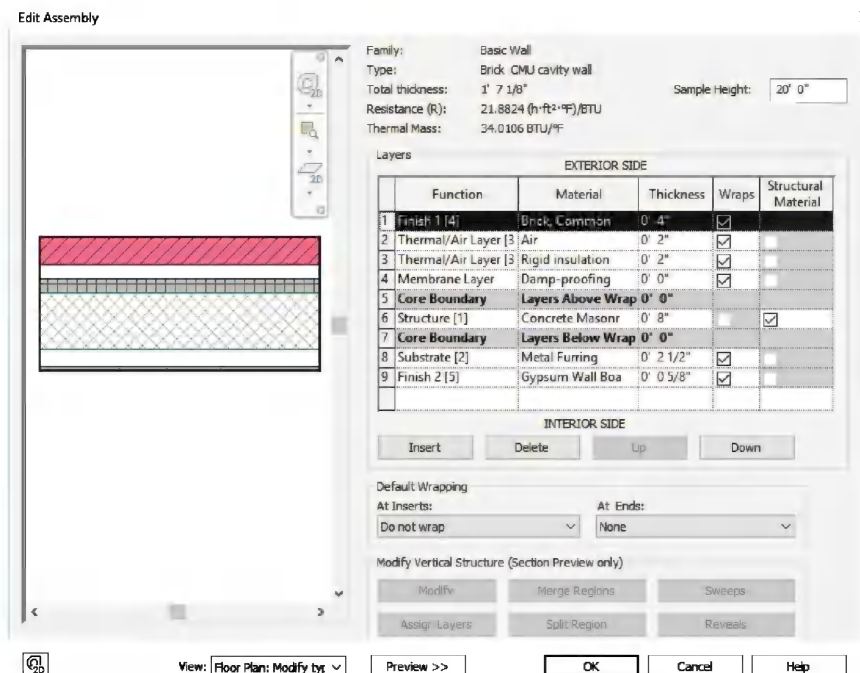 Edit Assembly
2D
2D
Family: Basic Wall
Type: Brick CMU cavity wall
Total thickness: 1' 7 1/8" Sample Height: 20' 0"
Resistance (R): 21.8824 (h·ft²·°F)/BTU
Thermal Mass: 34.0106 BTU/°F
Layers
EXTERIOR SIDE
Function Material Thickness Wraps Structural Material
1 Finish 1 [4] Brick, Common 0' 4"
2 Thermal/Air Layer [3 Air 0' 2"
3 Thermal/Air Layer [3 Rigid insulation 0' 2"
4 Membrane Layer Damp-proofing 0' 0"
5 Core Boundary Layers Above Wrap 0' 0"
6 Structure [1] Concrete Masonr 0' 8"
7 Core Boundary Layers Below Wrap 0' 0"
8 Substrate [2] Metal Furring 0' 2 1/2"
9 Finish 2 [5] Gypsum Wall Boa 0' 0 5/8"
INTERIOR SIDE
Insert Delete Up Down
Default Wrapping
At Inserts: At Ends:
Do not wrap None
Modify Vertical Structure (Section Preview only)
Modify Merge Regions Sweeps
Assign Layers Split Region Reveals
2D View: Floor Plan: Modify typ Preview >> OK Cancel Help